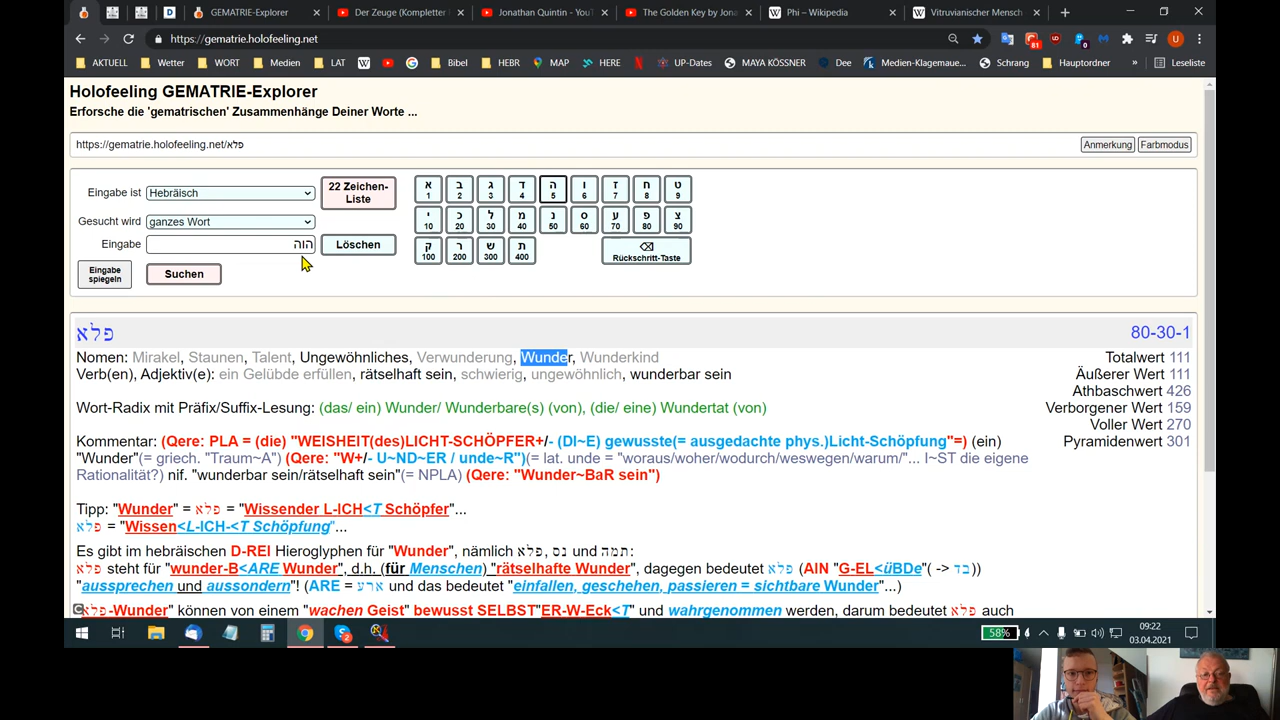 GEMATRIE-Explorer
Der Zeuge (Kompletter
Jonathan Quintin - YouT
The Golden Key by Jona
Phi – Wikipedia
Vitruvianischer Mensch
https://gematrie.holofeeling.net
AKTUELL Wetter WORT Medien LAT Bibel HEBR MAP HERE UP-Dates MAYA KÖSSNER Dee Medien-Klagemaue... Schrang Hauptordner » Leseliste
Holofeeling GEMATRIE-Explorer
Erforsche die 'gematrischen' Zusammenhänge Deiner Worte ...
https://gematrie.holofeeling.net/פלא Anmerkung Farbmodus
Eingabe ist Hebräisch 22 Zeichen-Liste
Gesucht wird ganzes Wort
Eingabe הוה Löschen
Eingabe spiegeln Suchen
א ב ג ד ה ו ז ח ט
1 2 3 4 5 6 7 8 9
י כ ל מ נ ס ע פ צ
10 20 30 40 50 60 70 80 90
ק ר ש ת
100 200 300 400 Rückschritt-Taste
פלא 80-30-1
Nomen: Mirakel, Staunen, Talent, Ungewöhnliches, Verwunderung, Wunder, Wunderkind Totalwert 111
Verb(en), Adjektiv(e): ein Gelübde erfüllen, rätselhaft sein, schwierig, ungewöhnlich, wunderbar sein Äußerer Wert 111
Athbaschwert 426
Wort-Radix mit Präfix/Suffix-Lesung: (das/ ein) Wunder/ Wunderbare(s) (von), (die/ eine) Wundertat (von) Verborgener Wert 159
Voller Wert 270
Kommentar: (Qere: PLA = (die) "WEISHEIT(des)LICHT-SCHÖPFER+/- (DI~E) gewusste(= ausgedachte phys.)Licht-Schöpfung"=) (ein) Pyramidenwert 301
"Wunder"(= griech. "Traum~A") (Qere: "W+/- U~ND~ER / unde~R")(= lat. unde = "woraus/woher/wodurch/weswegen/warum/"... I~ST die eigene
Rationalität?) nif. "wunderbar sein/rätselhaft sein"(= NPLA) (Qere: "Wunder~BaR sein")
Tipp: "Wunder" = פלא = "Wissender L-ICH<T Schöpfer"...
פלא = "Wissen<L-ICH-<T Schöpfung"...
Es gibt im hebräischen D-REI Hieroglyphen für "Wunder", nämlich פלא, נס und תמה:
פלא steht für "wunder-B<ARE Wunder", d.h. (für Menschen) "rätselhafte Wunder", dagegen bedeutet פלא (AIN "G-EL<üBDe"( -> בד))
"aussprechen und aussondern"! (ARE = ארע und das bedeutet "einfallen, geschehen, passieren = sichtbare Wunder"...)
פלא-Wunder" können von einem "wachen Geist" bewusst SELBST"ER-W-Eck<T" und wahrgenommen werden, darum bedeutet פלא auch
58% 09:22
03.04.2021